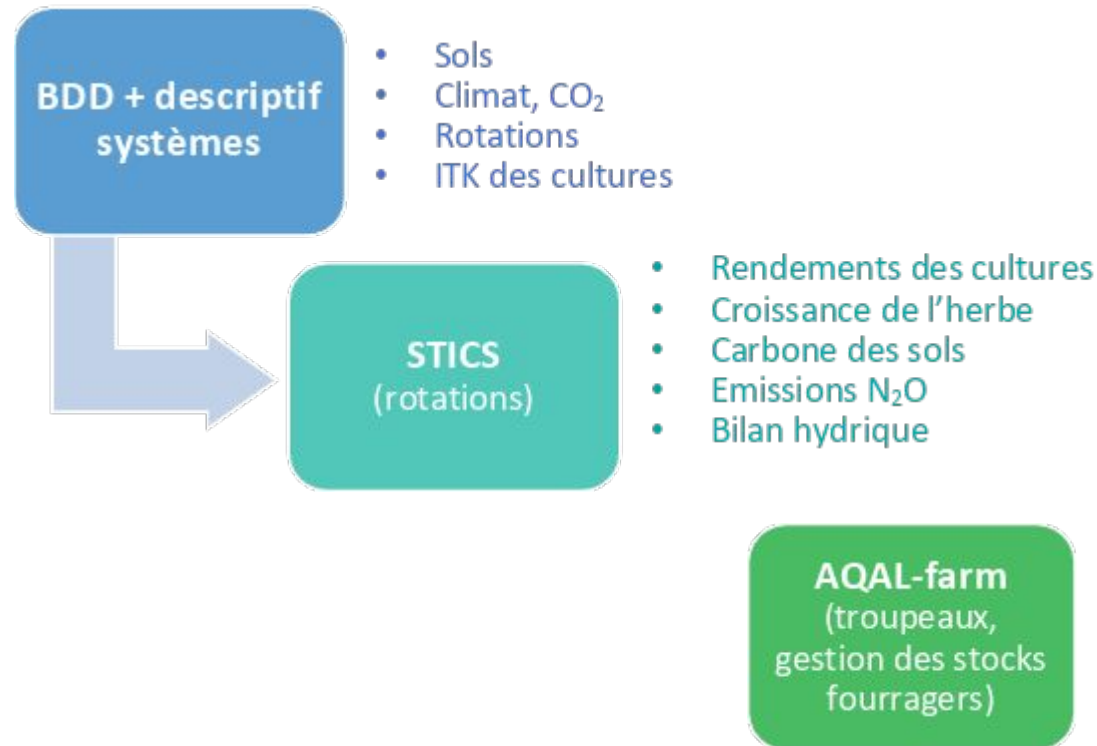 BDD + descriptif
systèmes
• Sols
• Climat, CO₂
• Rotations
• ITK des cultures
STICS
(rotations)
• Rendements des cultures
• Croissance de l’herbe
• Carbone des sols
• Emissions N₂O
• Bilan hydrique
AQAL-farm
(troupeaux,
gestion des stocks
fourragers)